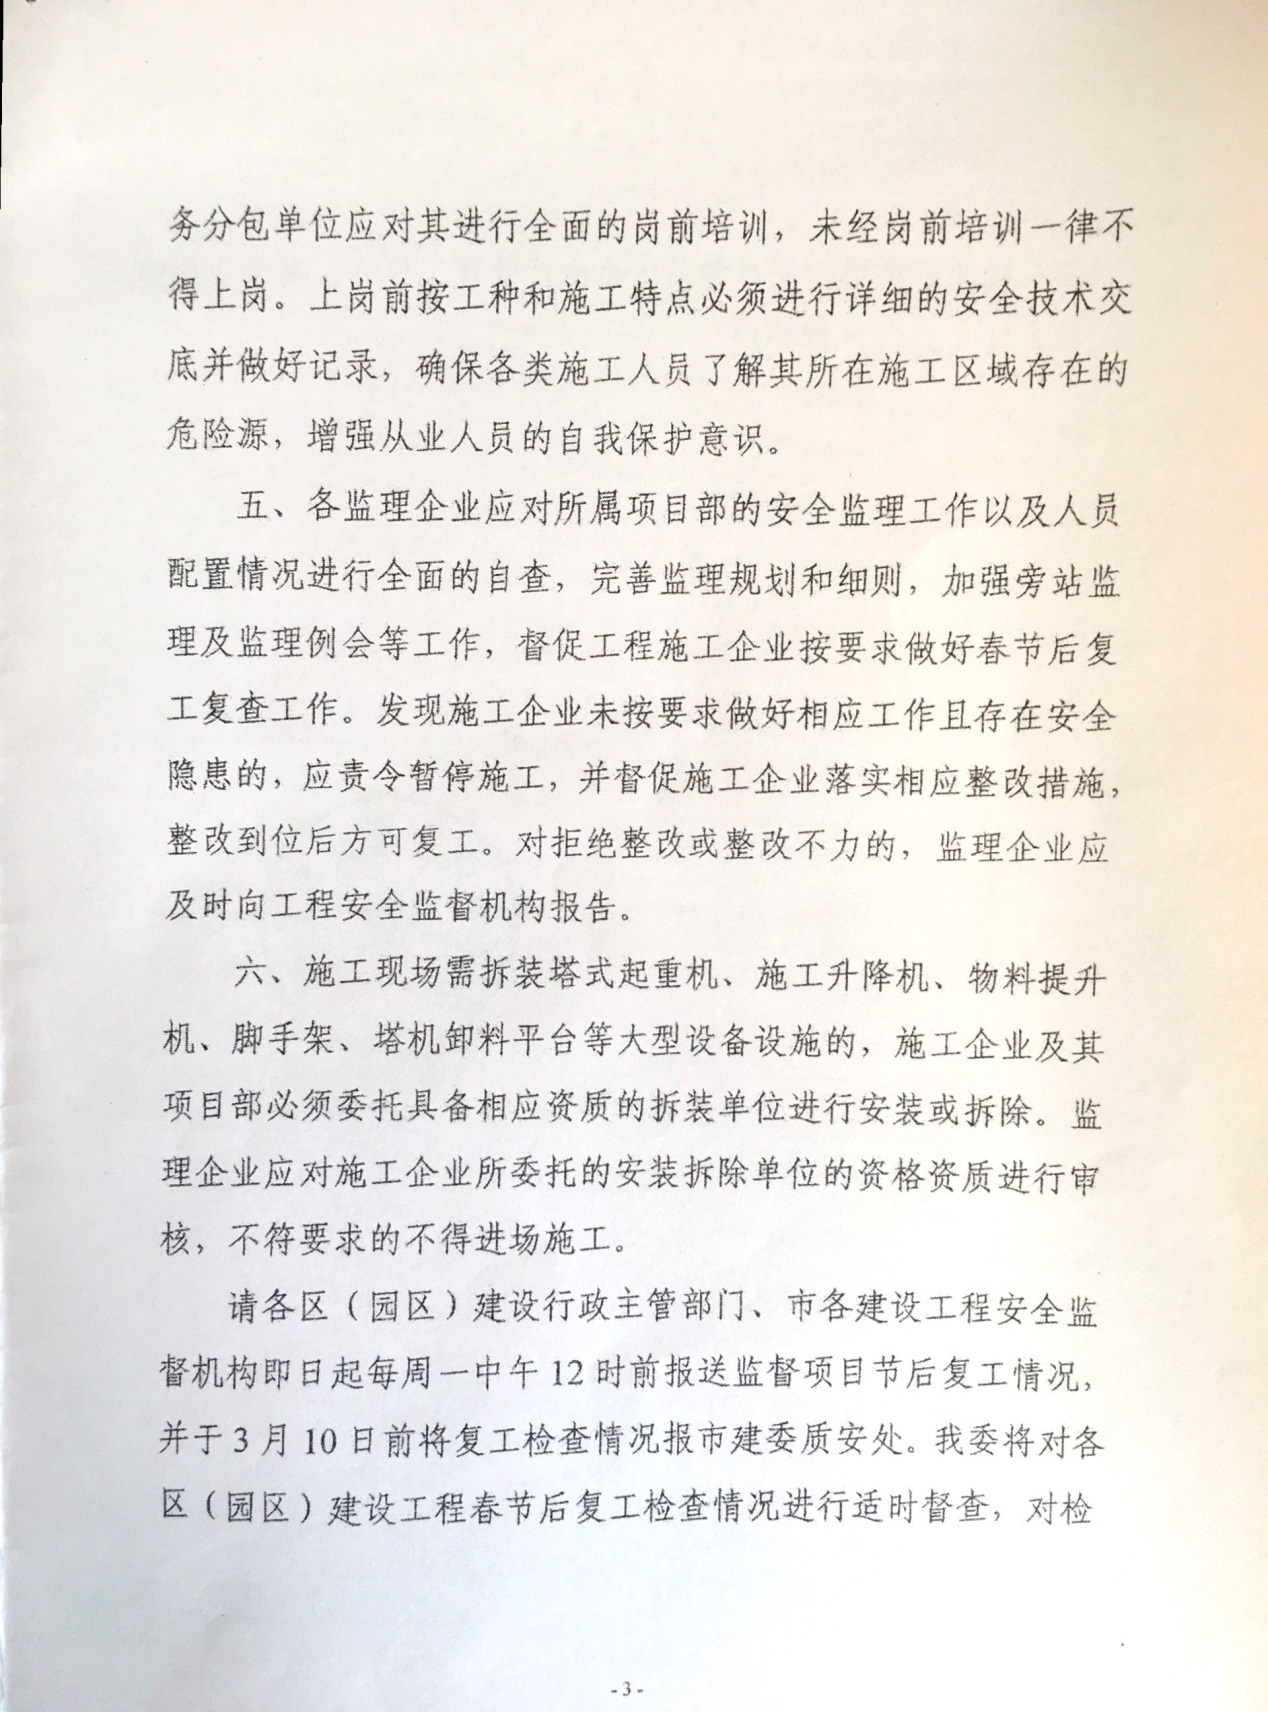 务分包单位应对其进行全面的岗前培训，未经岗前培训一律不
得上岗。上岗前按工种和施工特点必须进行详细的安全技术交
底并做好记录，确保各类施工人员了解其所在施工区域存在的
危险源，增强从业人员的自我保护意识。
五、各监理企业应对所属项目部的安全监理工作以及人员
配置情况进行全面的自查，完善监理规划和细则，加强旁站监
理及监理例会等工作，督促工程施工企业按要求做好春节后复
工复查工作。发现施工企业未按要求做好相应工作且存在安全
隐患的，应责令暂停施工，并督促施工企业落实相应整改措施，
整改到位后方可复工。对拒绝整改或整改不力的，监理企业应
及时向工程安全监督机构报告。
六、施工现场需拆装塔式起重机、施工升降机、物料提升
机、脚手架、塔机卸料平台等大型设备设施的，施工企业及其
项目部必须委托具备相应资质的拆装单位进行安装或拆除。监
理企业应对施工企业所委托的安装拆除单位的资格资质进行审
核，不符要求的不得进场施工。
请各区（园区）建设行政主管部门、市各建设工程安全监
督机构即日起每周一中午12时前报送监督项目节后复工情况，
并于3月10日前将复工检查情况报市建委质安处。我委将对各
区（园区）建设工程春节后复工检查情况进行适时督查，对检
-3-